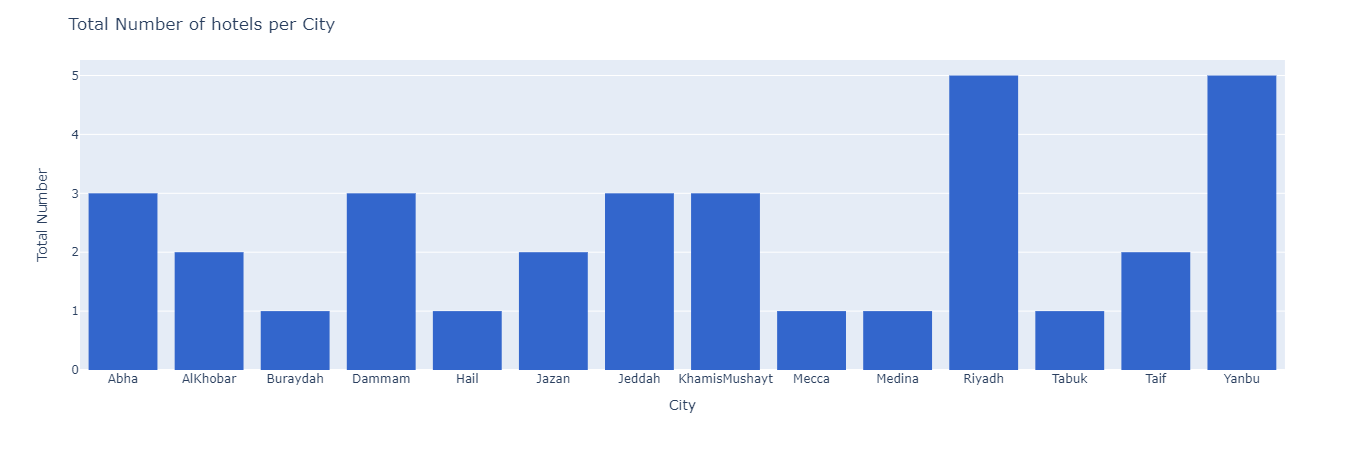 Total Number of hotels per City
Total Number
5
4
3
2
1
0
Abha AlKhobar Buraydah Dammam Hail Jazan Jeddah KhamisMushayt Mecca Medina Riyadh Tabuk Taif Yanbu
City